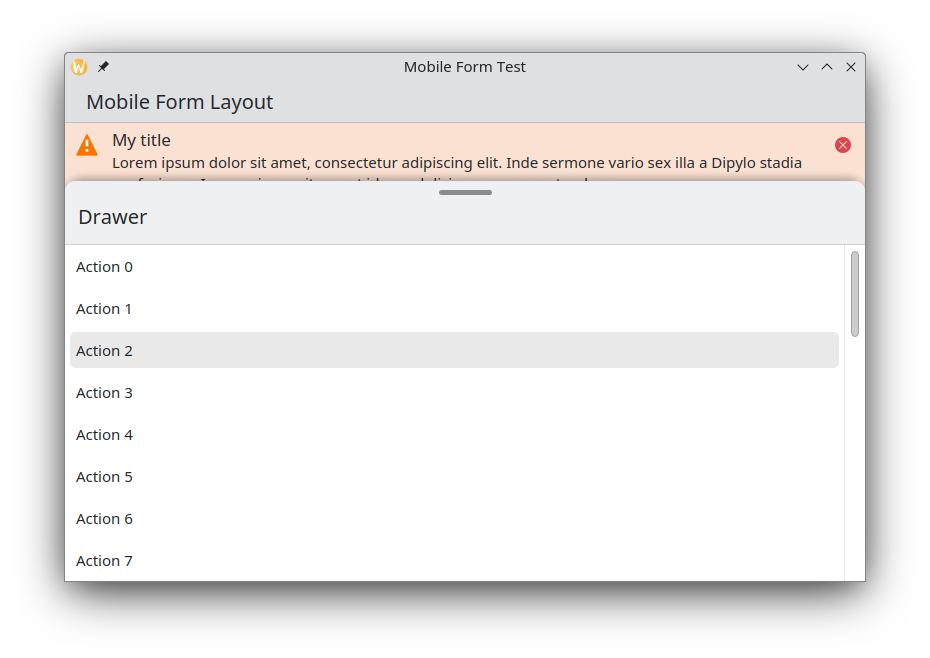 Mobile Form Test
Mobile Form Layout
My title
Lorem ipsum dolor sit amet, consectetur adipiscing elit. Inde sermone vario sex illa a Dipylo stadia
Drawer
Action 0
Action 1
Action 2
Action 3
Action 4
Action 5
Action 6
Action 7